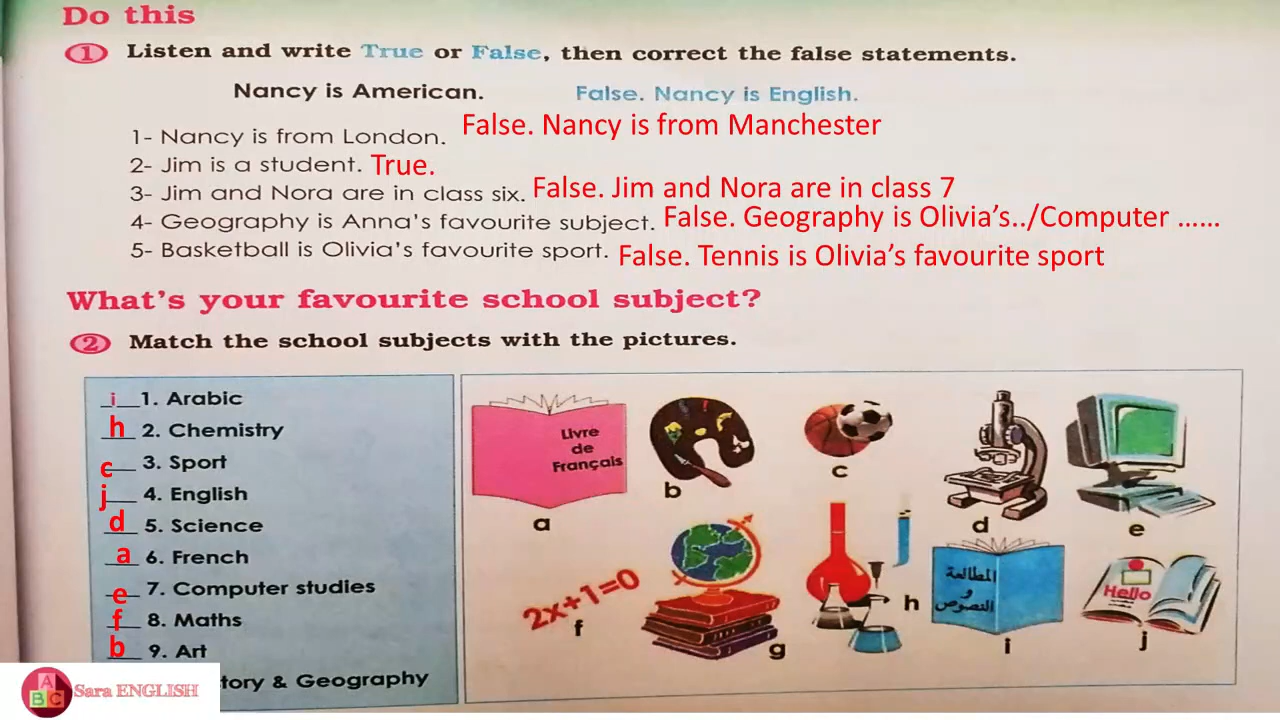 Do this
1 Listen and write True or False, then correct the false statements.
Nancy is American. False. Nancy is English.
1- Nancy is from London. False. Nancy is from Manchester
2- Jim is a student. True.
3- Jim and Nora are in class six. False. Jim and Nora are in class 7
4- Geography is Anna's favourite subject. False. Geography is Olivia's../Computer ......
5- Basketball is Olivia's favourite sport. False. Tennis is Olivia's favourite sport
What's your favourite school subject?
2 Match the school subjects with the pictures.
i 1. Arabic
h 2. Chemistry
c 3. Sport
j 4. English
d 5. Science
a 6. French
e 7. Computer studies
f 8. Maths
b 9. Art
tory & Geography
Livre
de
Français
a
b
c
d
e
2x+1=0
f
g
h
المطالعة
و
النصوص
i
Hello
j
ABC Sara ENGLISH